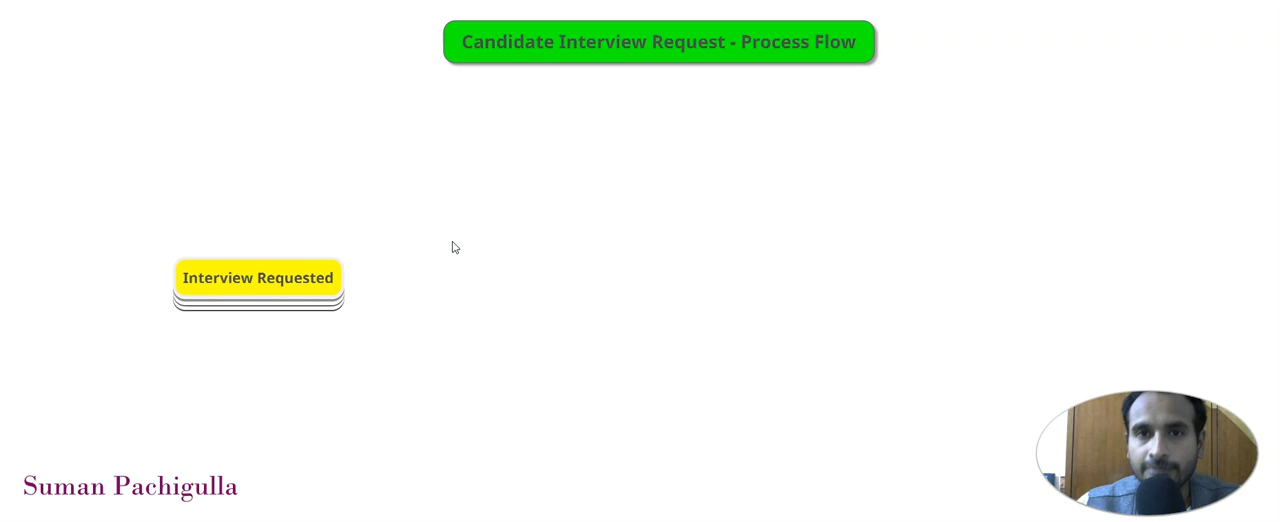 Candidate Interview Request - Process Flow
Interview Requested
Suman Pachigulla